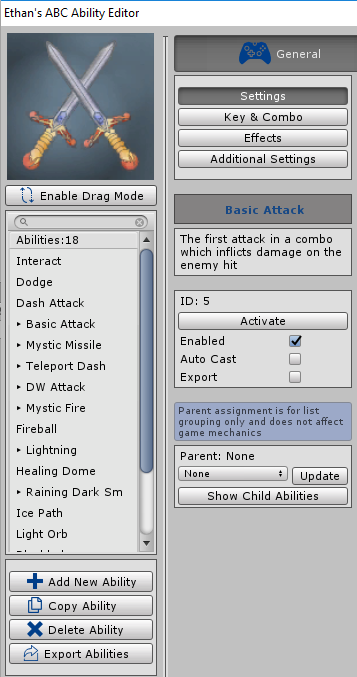 Ethan's ABC Ability Editor
Enable Drag Mode
Abilities:18
Interact
Dodge
Dash Attack
‣ Basic Attack
‣ Mystic Missile
‣ Teleport Dash
‣ DW Attack
‣ Mystic Fire
Fireball
‣ Lightning
Healing Dome
‣ Raining Dark Sm
Ice Path
Light Orb
Add New Ability
Copy Ability
Delete Ability
Export Abilities
General
Settings
Key & Combo
Effects
Additional Settings
Basic Attack
The first attack in a combo
which inflicts damage on the
enemy hit
ID: 5
Activate
Enabled
Auto Cast
Export
Parent assignment is for list
grouping only and does not affect
game mechanics
Parent: None
None
Update
Show Child Abilities